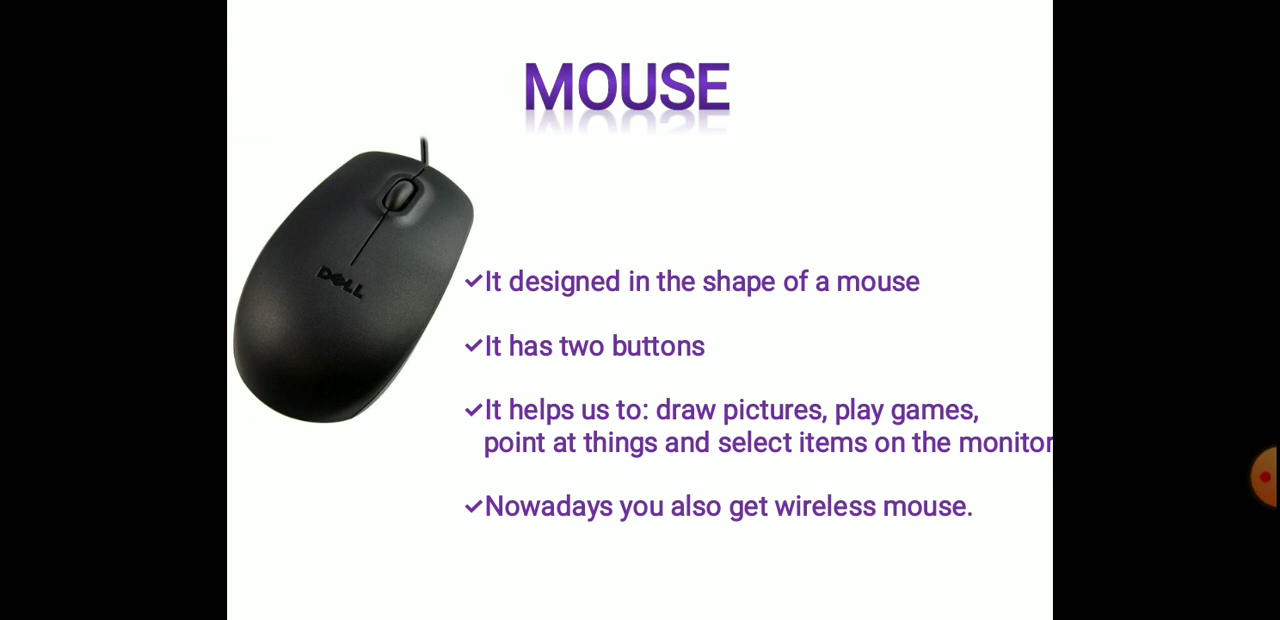 MOUSE
DELL
✓It designed in the shape of a mouse
✓It has two buttons
✓It helps us to: draw pictures, play games,
point at things and select items on the monitor
✓Nowadays you also get wireless mouse.